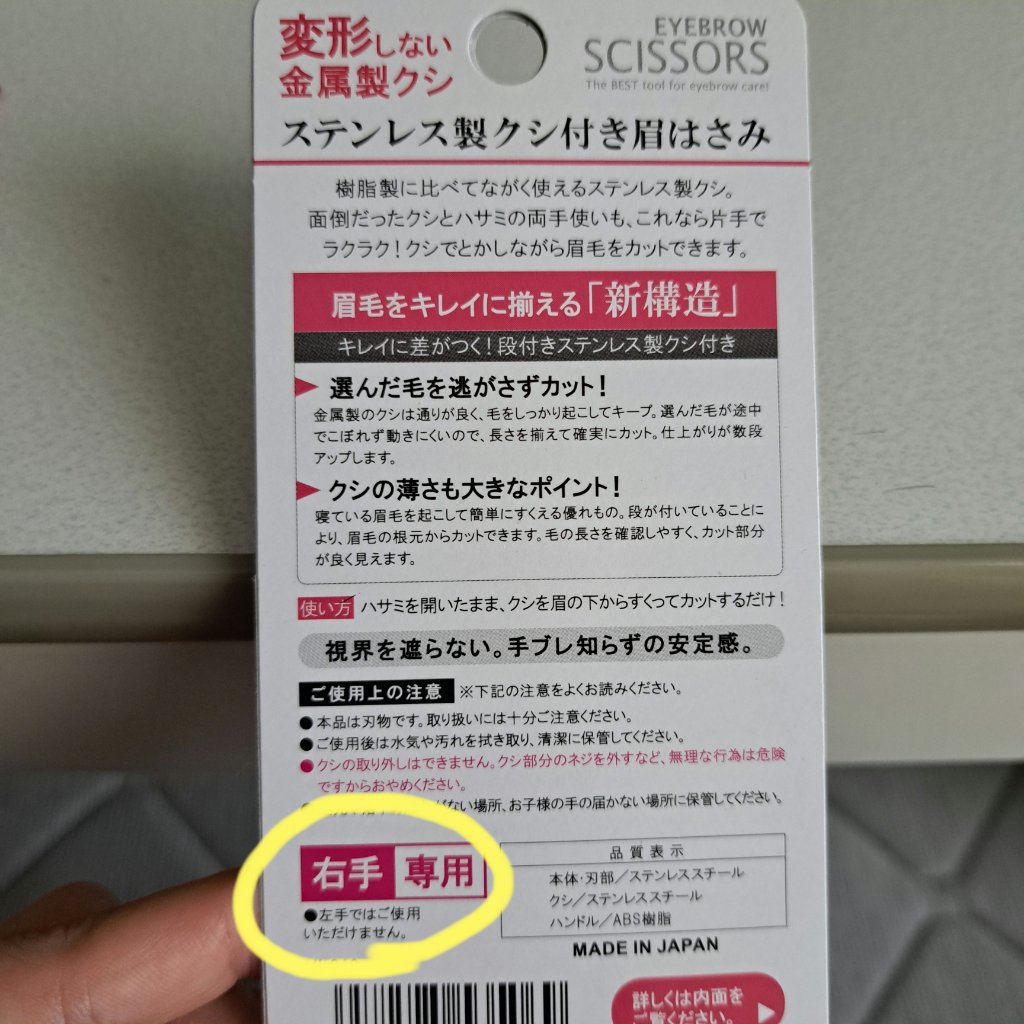 変形しない
金属製クシ
EYEBROW
SCISSORS
The BEST tool for eyebrow care!
ステンレス製クシ付き眉はさみ
樹脂製に比べてながく使えるステンレス製クシ。
面倒だったクシとハサミの両手使いも、これなら片手で
ラクラク!クシでとかしながら眉毛をカットできます。
眉毛をキレイに揃える「新構造」
キレイに差がつく!段付きステンレス製クシ付き
選んだ毛を逃がさずカット!
金属製のクシは通りが良く、毛をしっかり起こしてキープ。選んだ毛が途中
でこぼれず動きにくいので、長さを揃えて確実にカット。仕上がりが数段
アップします。
クシの薄さも大きなポイント!
寝ている眉毛を起こして簡単にすくえる優れもの。段が付いていることに
より、眉毛の根元からカットできます。毛の長さを確認しやすく、カット部分
が良く見えます。
使い方 ハサミを開いたまま、クシを眉の下からすくってカットするだけ!
視界を遮らない。手ブレ知らずの安定感。
ご使用上の注意 ※下記の注意をよくお読みください。
●本品は刃物です。取り扱いには十分ご注意ください。
●ご使用後は水気や汚れを拭き取り、清潔に保管してください。
●クシの取り外しはできません。クシ部分のネジを外すなど、無理な行為は危険
ですからおやめください。
がない場所、お子様の手の届かない場所に保管してください。
右手専用
●左手ではご使用
いただけません。
品質表示
本体・刃部/ステンレススチール
クシ/ステンレススチール
ハンドル/ABS樹脂
MADE IN JAPAN
詳しくは内面を
ご覧ください。